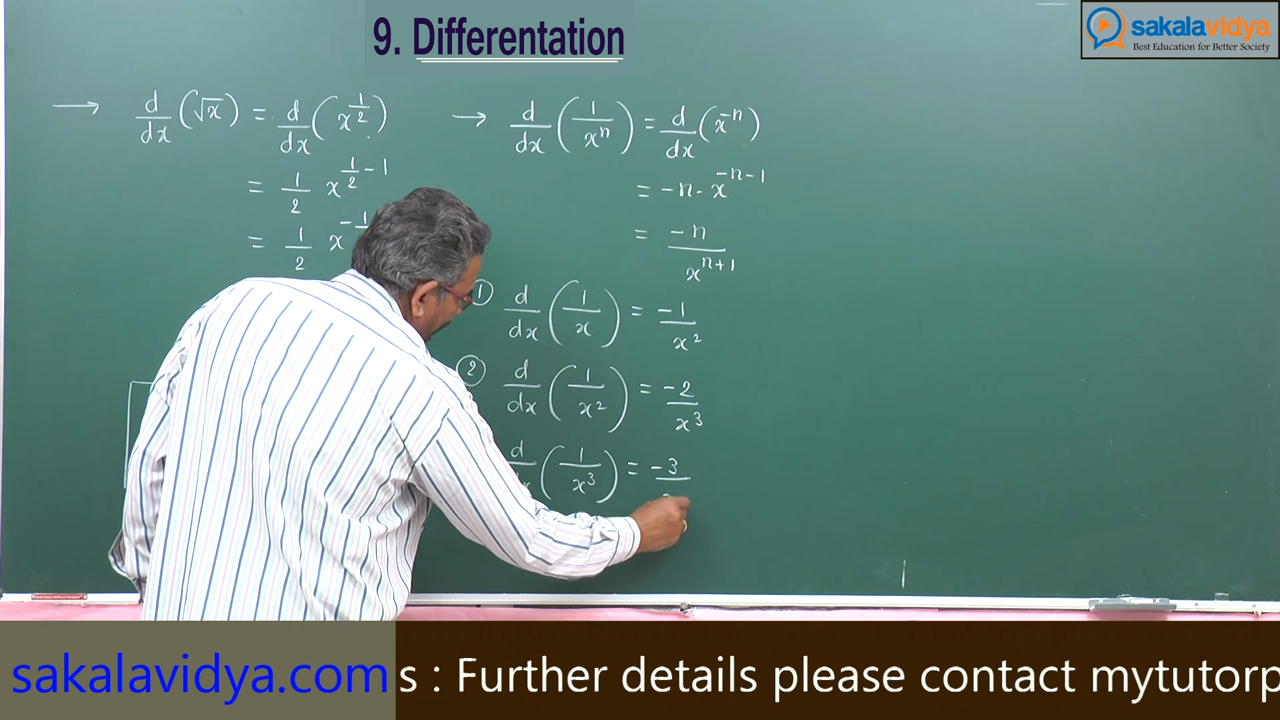 9. Differentation
sakalavidya
Best Education for Better Society
→ d/dx (√x) = d/dx (x^1/2)
= 1/2 x^1/2 - 1
= 1/2 x^-1
→ d/dx (1/x^n) = d/dx (x^-n)
= -n · x^-n-1
= -n/x^n+1
① d/dx (1/x) = -1/x²
② d/dx (1/x²) = -2/x³
d/dx (1/x³) = -3
sakalavidya.com
s : Further details please contact mytutorp